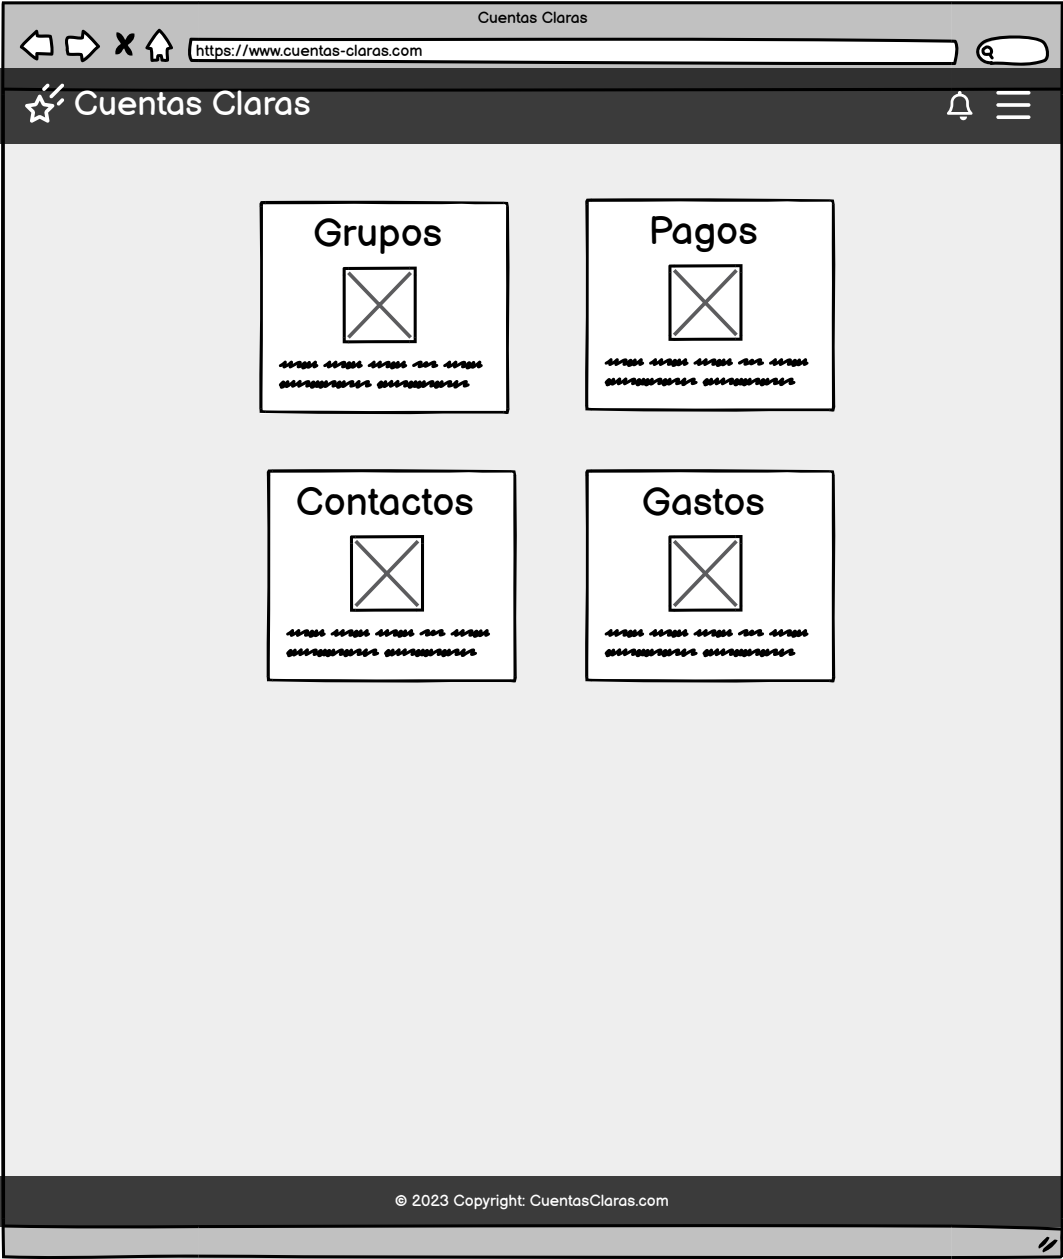 Cuentas Claras
https://www.cuentas-claras.com
Cuentas Claras
Grupos
Pagos
Contactos
Gastos
© 2023 Copyright: CuentasClaras.com